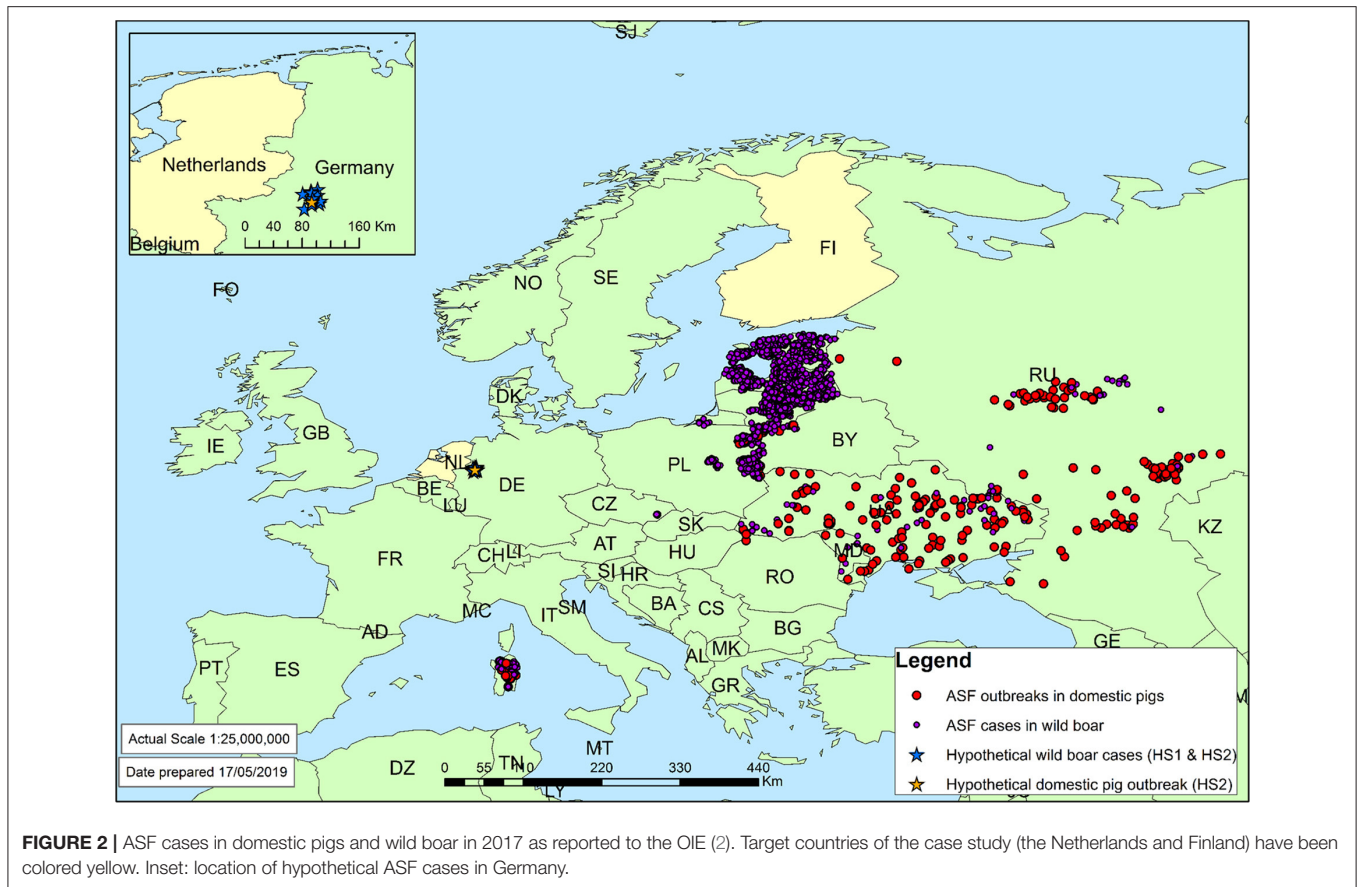 SJ
Netherlands
Germany
0 40 80 160 Km
Belgium
FO
FI
NO
SE
RU
DK
IE
GB
BY
NL
PL
BE
DE
LU
CZ
UA
KZ
SK
FR
CH
LI
AT
HU
MD
SI
HR
RO
MC
IT
SM
BA
CS
BG
AD
AL
MK
GE
PT
ES
GR
Legend
ASF outbreaks in domestic pigs
ASF cases in wild boar
Hypothetical wild boar cases (HS1 & HS2)
Hypothetical domestic pig outbreak (HS2)
Actual Scale 1:25,000,000
Date prepared 17/05/2019
DZ
TN
MT
LY
0 55 110 220 330 440
Km
FIGURE 2 | ASF cases in domestic pigs and wild boar in 2017 as reported to the OIE (2). Target countries of the case study (the Netherlands and Finland) have been
colored yellow. Inset: location of hypothetical ASF cases in Germany.